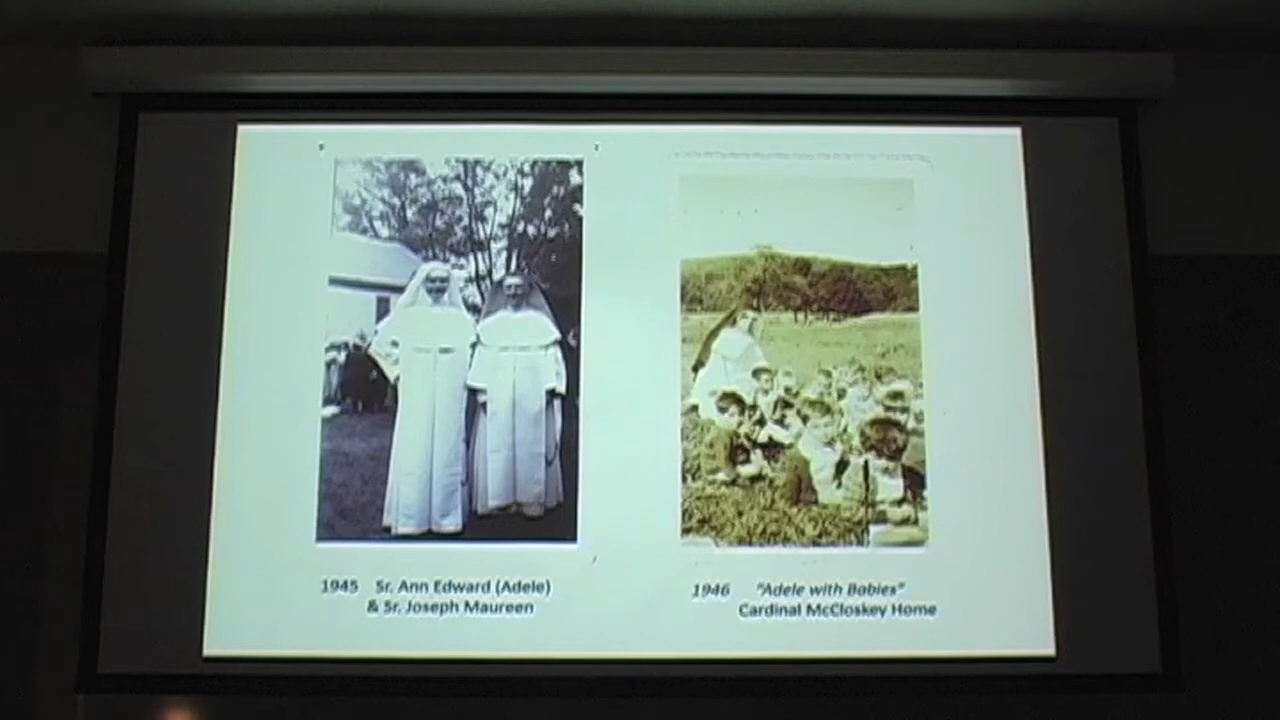 1945 Sr. Ann Edward (Adele)
& Sr. Joseph Maureen
1946 "Adele with Babies"
Cardinal McCloskey Home